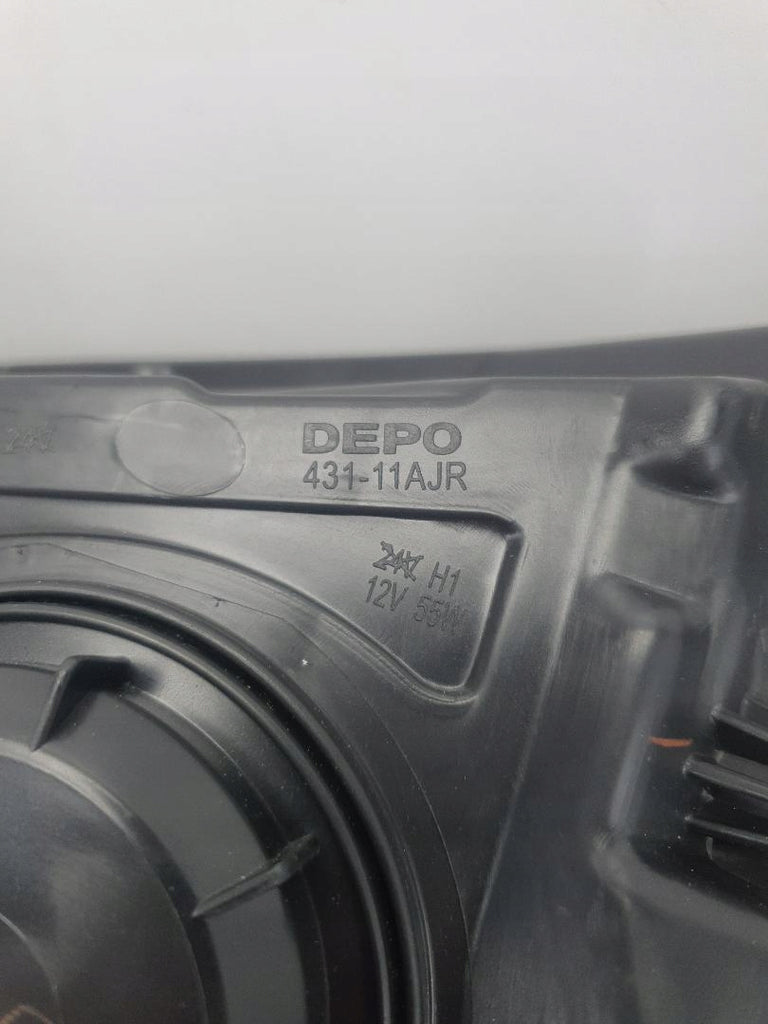 DEPO
431-11AJR
H1
12V 55W